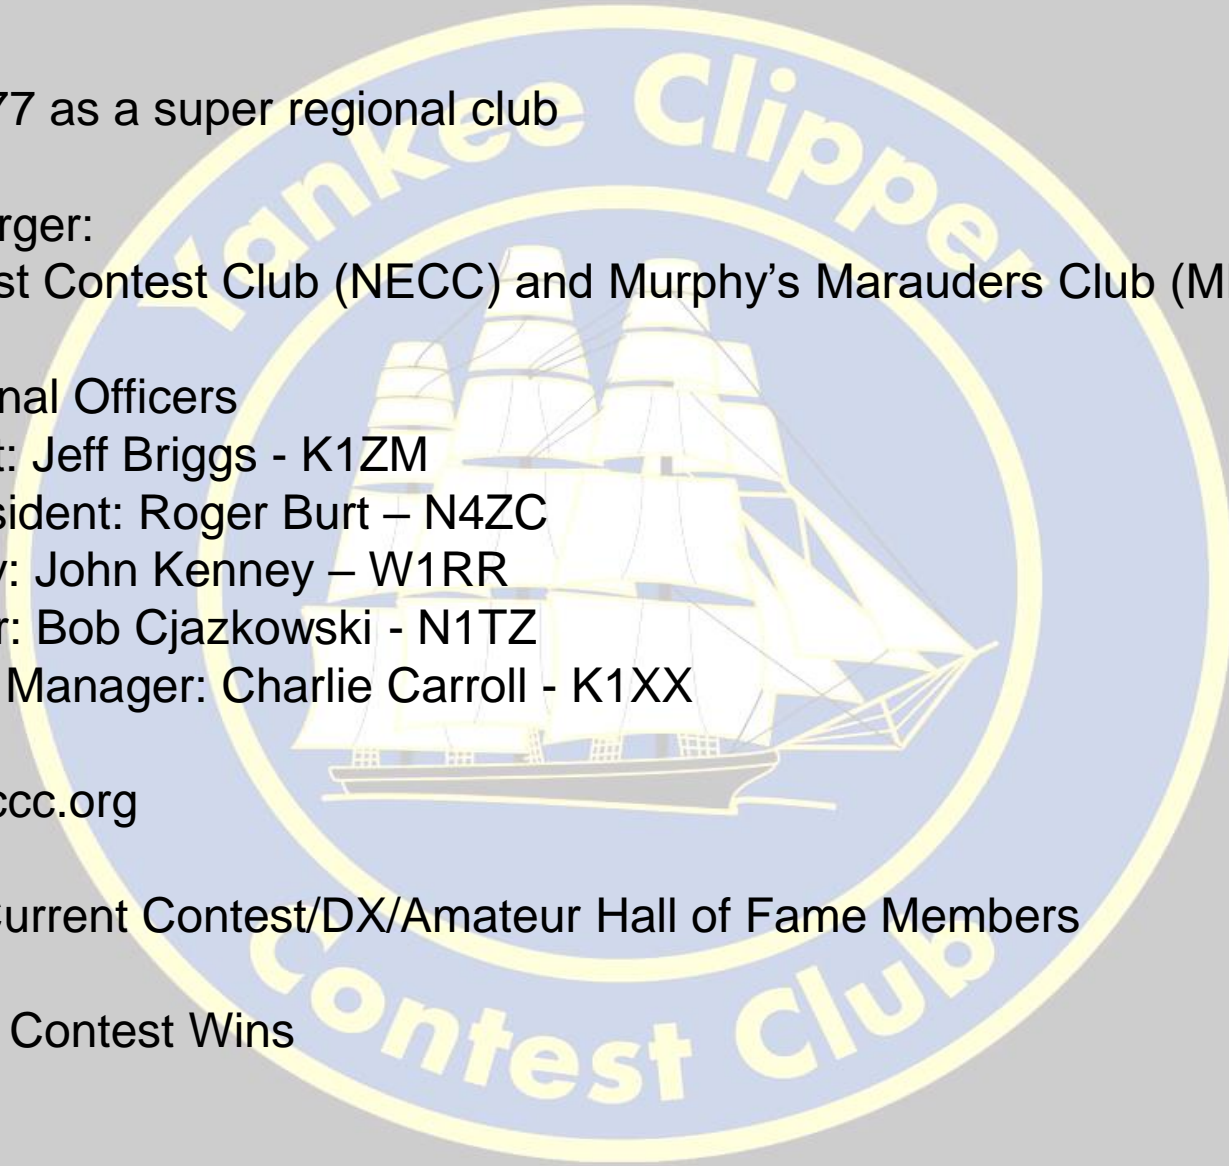 77 as a super regional club
rger:
st Contest Club (NECC) and Murphy’s Marauders Club (M
nal Officers
t: Jeff Briggs - K1ZM
sident: Roger Burt – N4ZC
y: John Kenney – W1RR
r: Bob Cjazkowski - N1TZ
Manager: Charlie Carroll - K1XX
ccc.org
Current Contest/DX/Amateur Hall of Fame Members
Contest Wins
Yankee Clipper
Contest Club